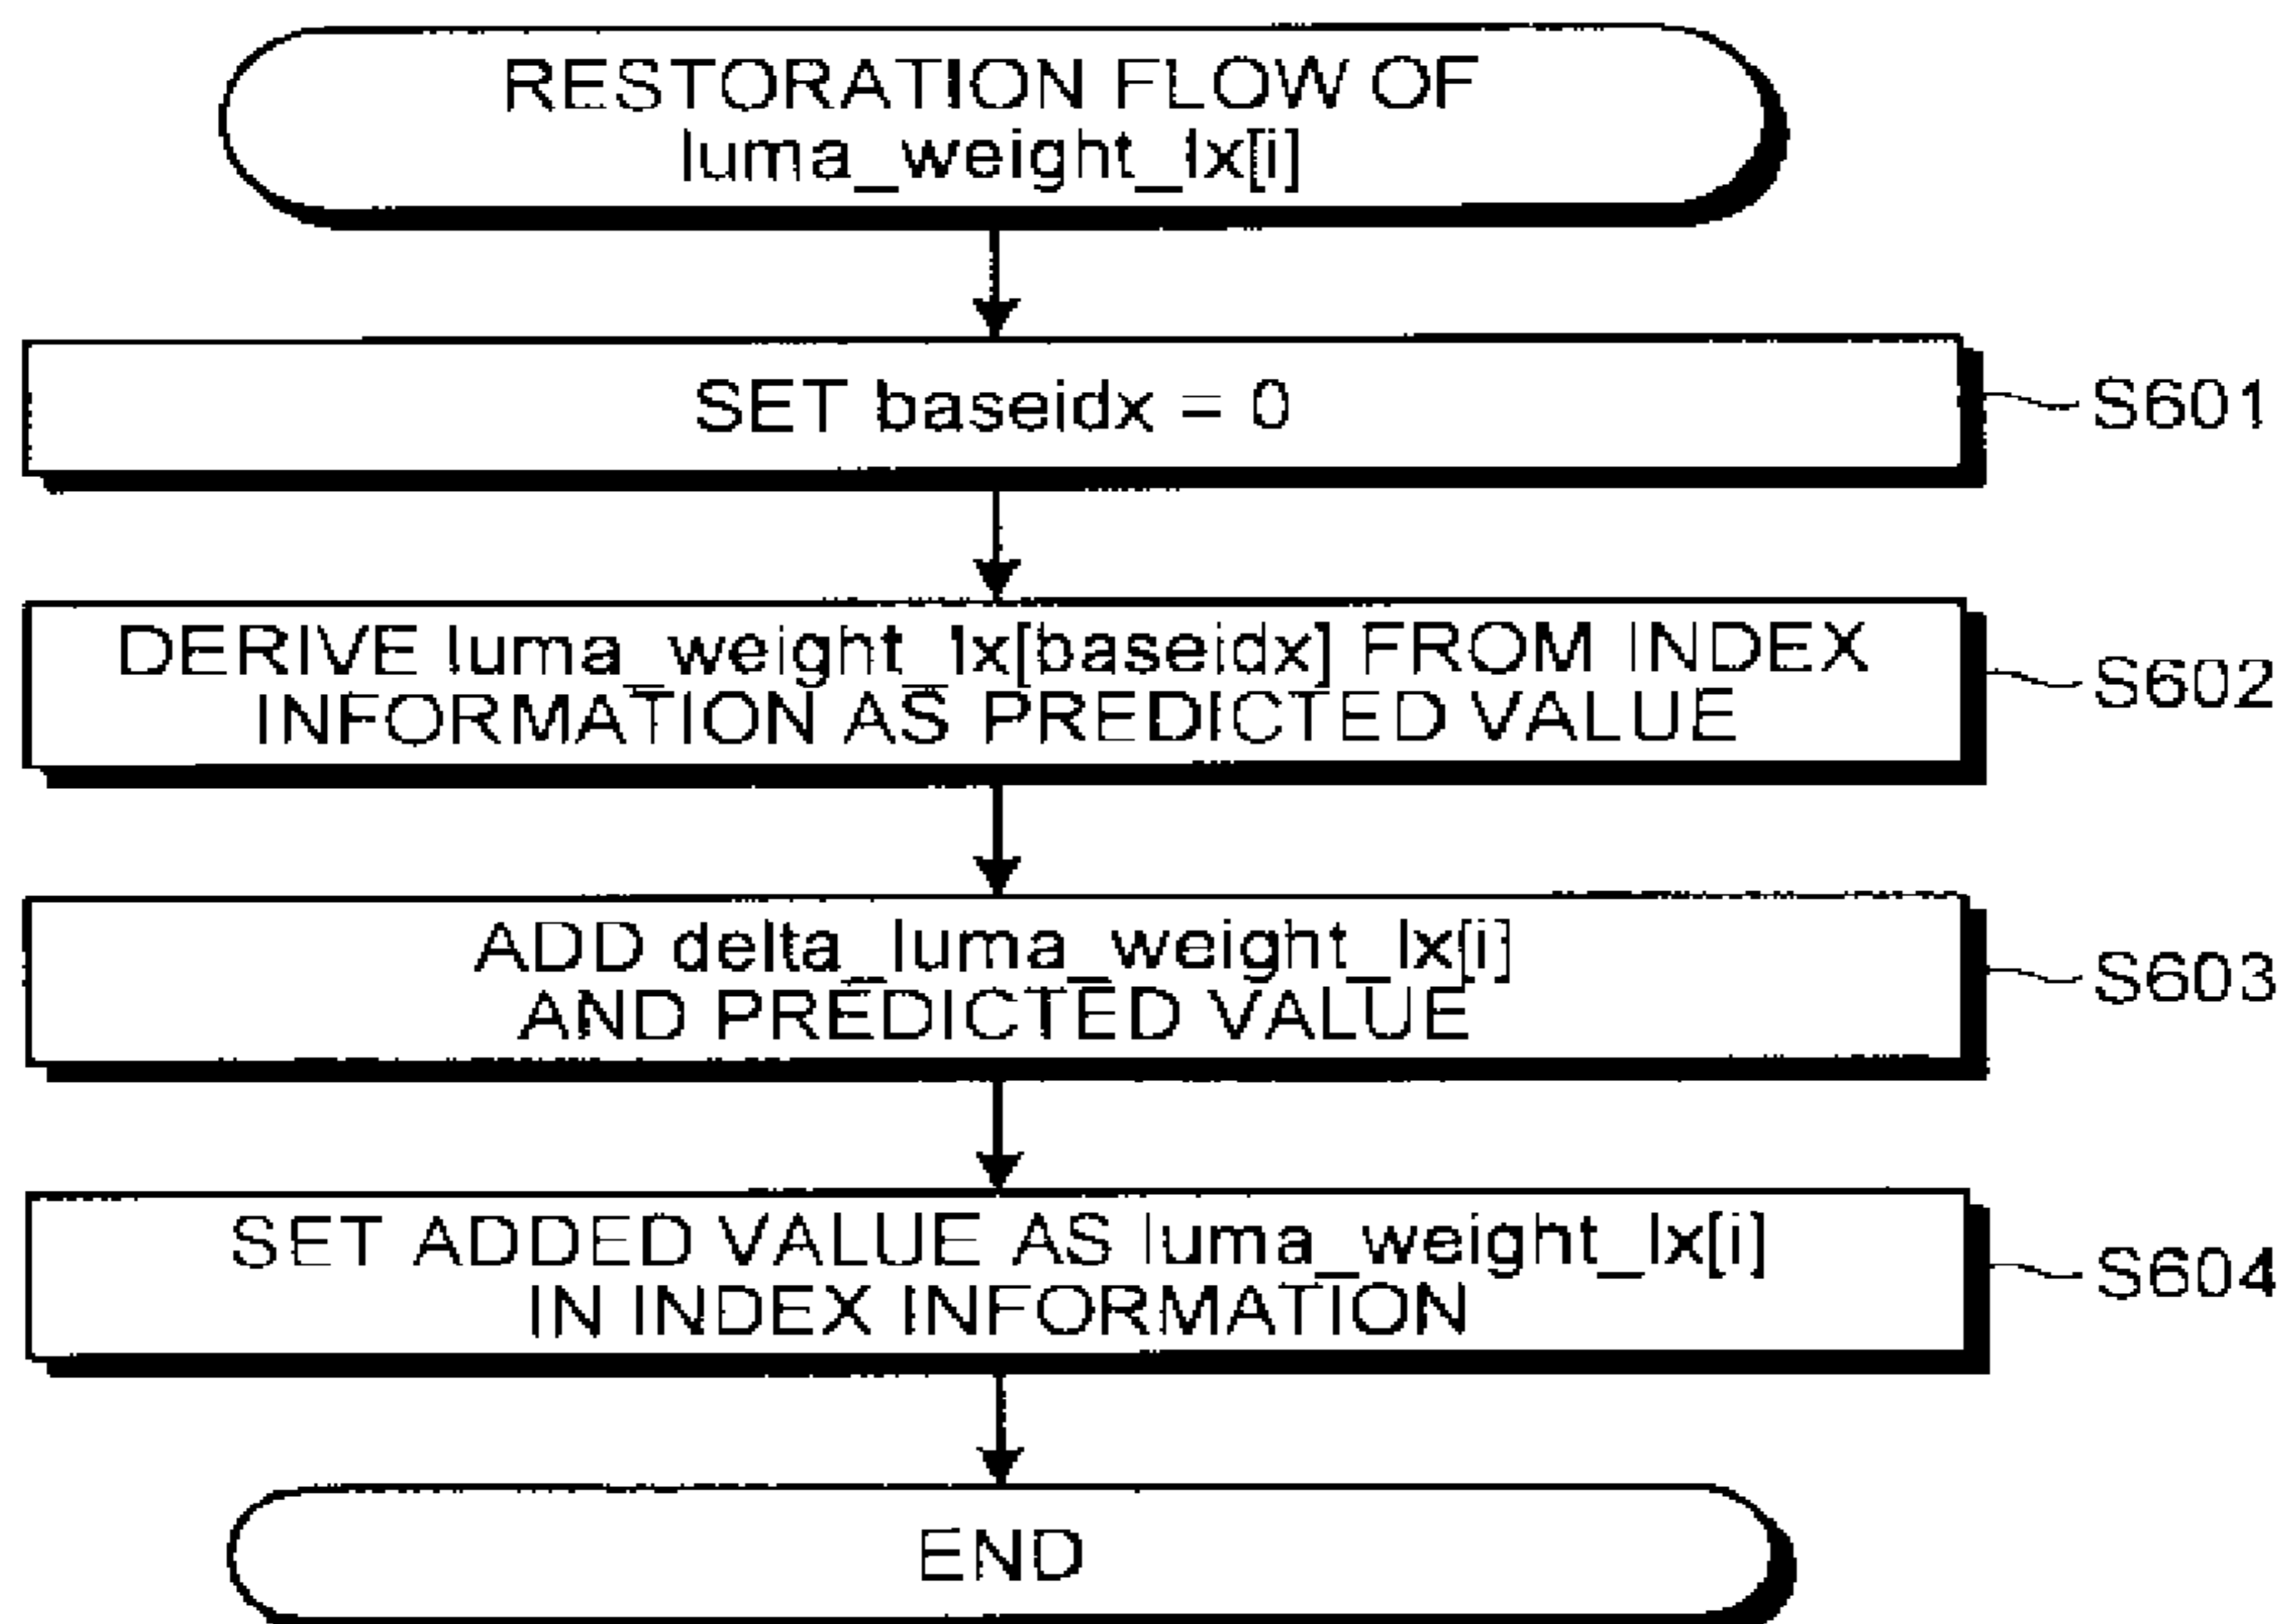 RESTORATION FLOW OF
luma_weight_lx[i]
SET baseidx = 0
S601
DERIVE luma_weight_lx[baseidx] FROM INDEX
INFORMATION AS PREDICTED VALUE
S602
ADD delta_luma_weight_lx[i]
AND PREDICTED VALUE
S603
SET ADDED VALUE AS luma_weight_lx[i]
IN INDEX INFORMATION
S604
END